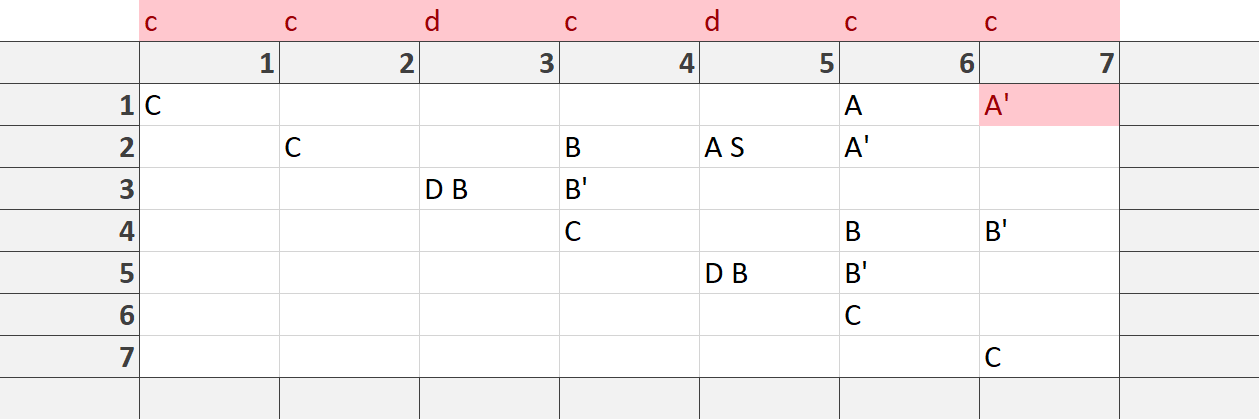 c c d c d c c
1 2 3 4 5 6 7
1 C A A'
2 C B A S A'
3 D B B'
4 C B B'
5 D B B'
6 C
7 C